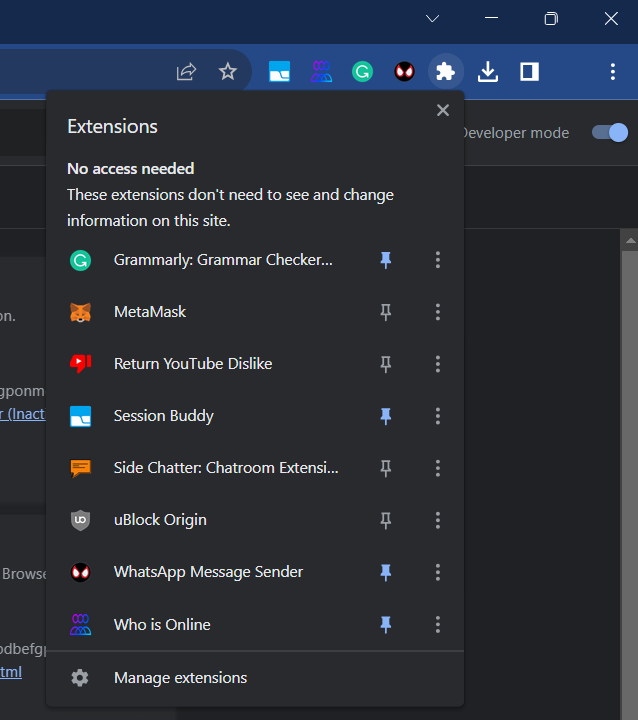 Extensions
Developer mode
No access needed
These extensions don't need to see and change
information on this site.
Grammarly: Grammar Checker...
on.
MetaMask
Return YouTube Dislike
gponm
r (Inact
Session Buddy
Side Chatter: Chatroom Extensi...
uBlock Origin
Browse
WhatsApp Message Sender
Who is Online
odbefg
tml
Manage extensions